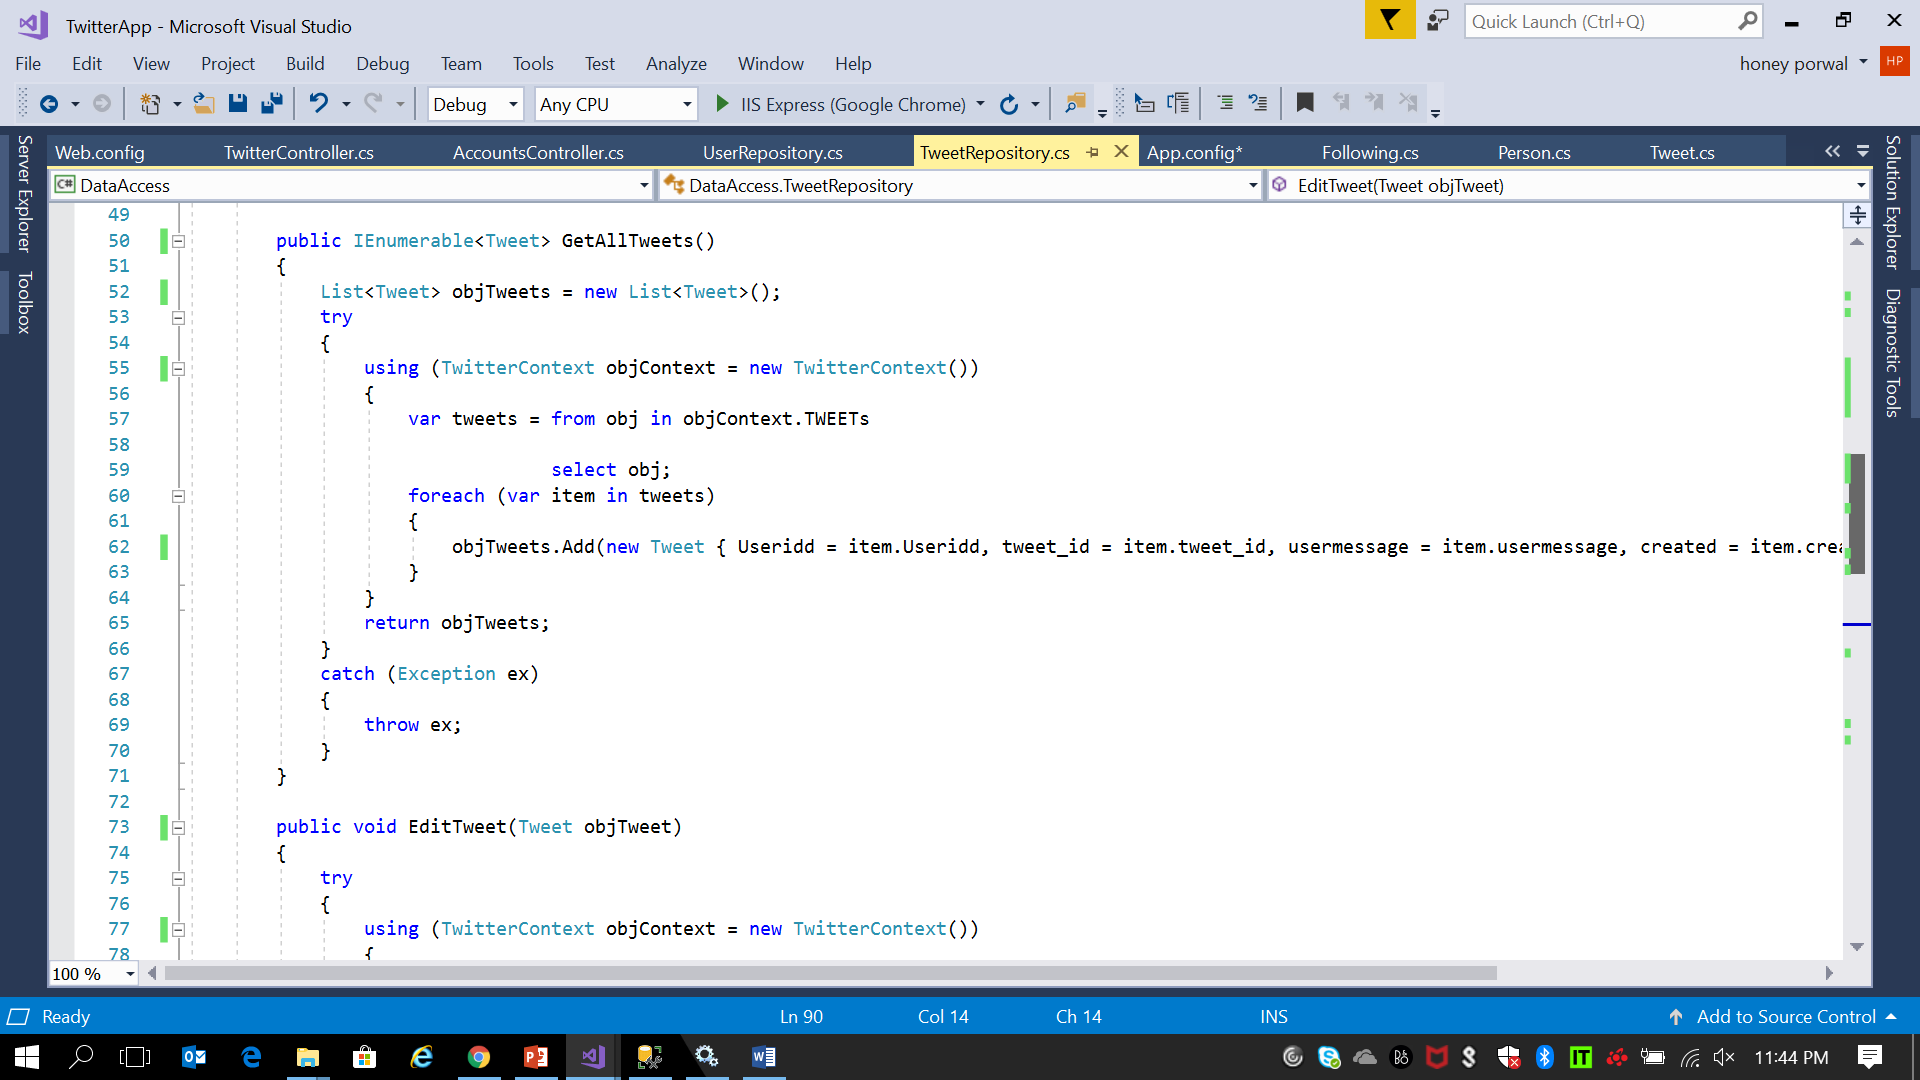 TwitterApp - Microsoft Visual Studio
Quick Launch (Ctrl+Q)
File Edit View Project Build Debug Team Tools Test Analyze Window Help
honey porwal HP
Debug Any CPU IIS Express (Google Chrome)
Server Explorer
Toolbox
Web.config TwitterController.cs AccountsController.cs UserRepository.cs TweetRepository.cs App.config* Following.cs Person.cs Tweet.cs
C# DataAccess DataAccess.TweetRepository EditTweet(Tweet objTweet)
49
50 public IEnumerable<Tweet> GetAllTweets()
51 {
52 List<Tweet> objTweets = new List<Tweet>();
53 try
54 {
55 using (TwitterContext objContext = new TwitterContext())
56 {
57 var tweets = from obj in objContext.TWEETs
58
59 select obj;
60 foreach (var item in tweets)
61 {
62 objTweets.Add(new Tweet { Useridd = item.Useridd, tweet_id = item.tweet_id, usermessage = item.usermessage, created = item.crea
63 }
64 }
65 return objTweets;
66 }
67 catch (Exception ex)
68 {
69 throw ex;
70 }
71 }
72
73 public void EditTweet(Tweet objTweet)
74 {
75 try
76 {
77 using (TwitterContext objContext = new TwitterContext())
78 {
Solution Explorer
Diagnostic Tools
100 %
Ready Ln 90 Col 14 Ch 14 INS Add to Source Control
11:44 PM